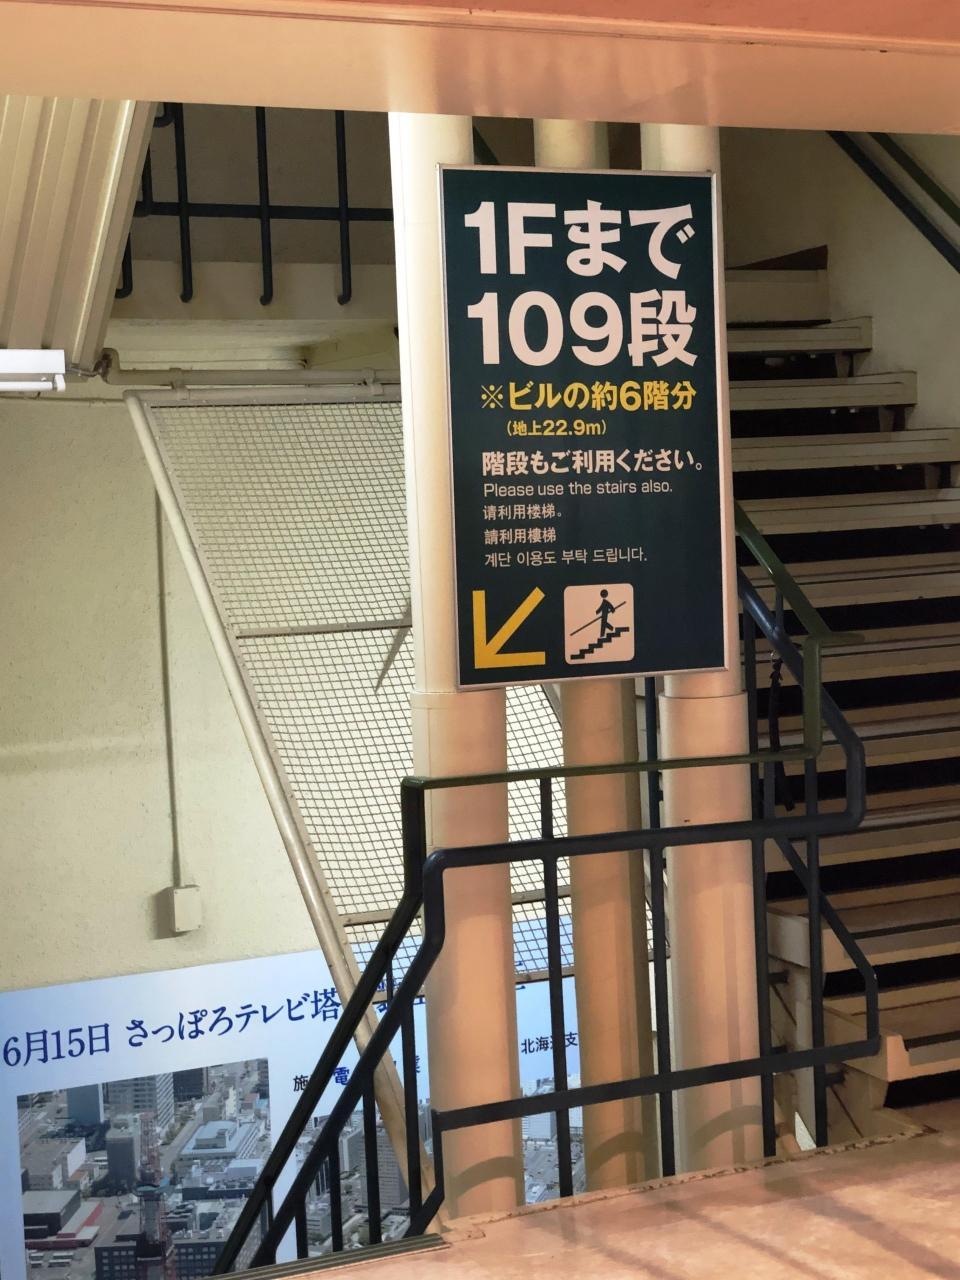 1Fまで
109段
※ビルの約6階分
(地上22.9m)
階段もご利用ください。
Please use the stairs also.
请利用楼梯。
請利用樓梯
계단 이용도 부탁 드립니다.
6月15日 さっぽろテレビ塔
施
電
北海道支